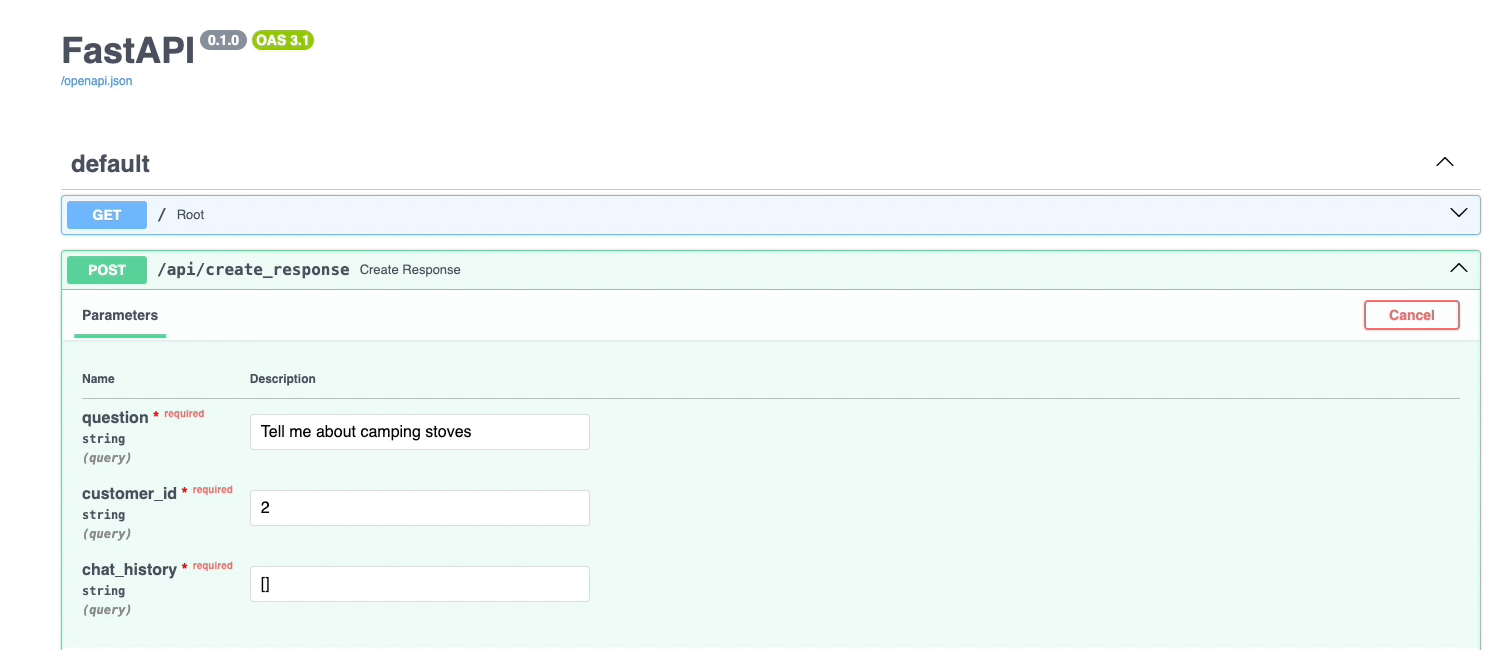 FastAPI 0.1.0 OAS 3.1
/openapi.json
default
GET / Root
POST /api/create_response Create Response
Parameters Cancel
Name Description
question * required
string
(query)
Tell me about camping stoves
customer_id * required
string
(query)
2
chat_history * required
string
(query)
[]